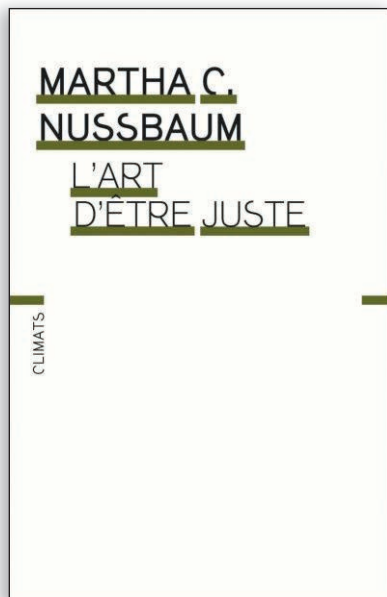 MARTHA C.
NUSSBAUM
L'ART
D'ÊTRE JUSTE
CLIMATS